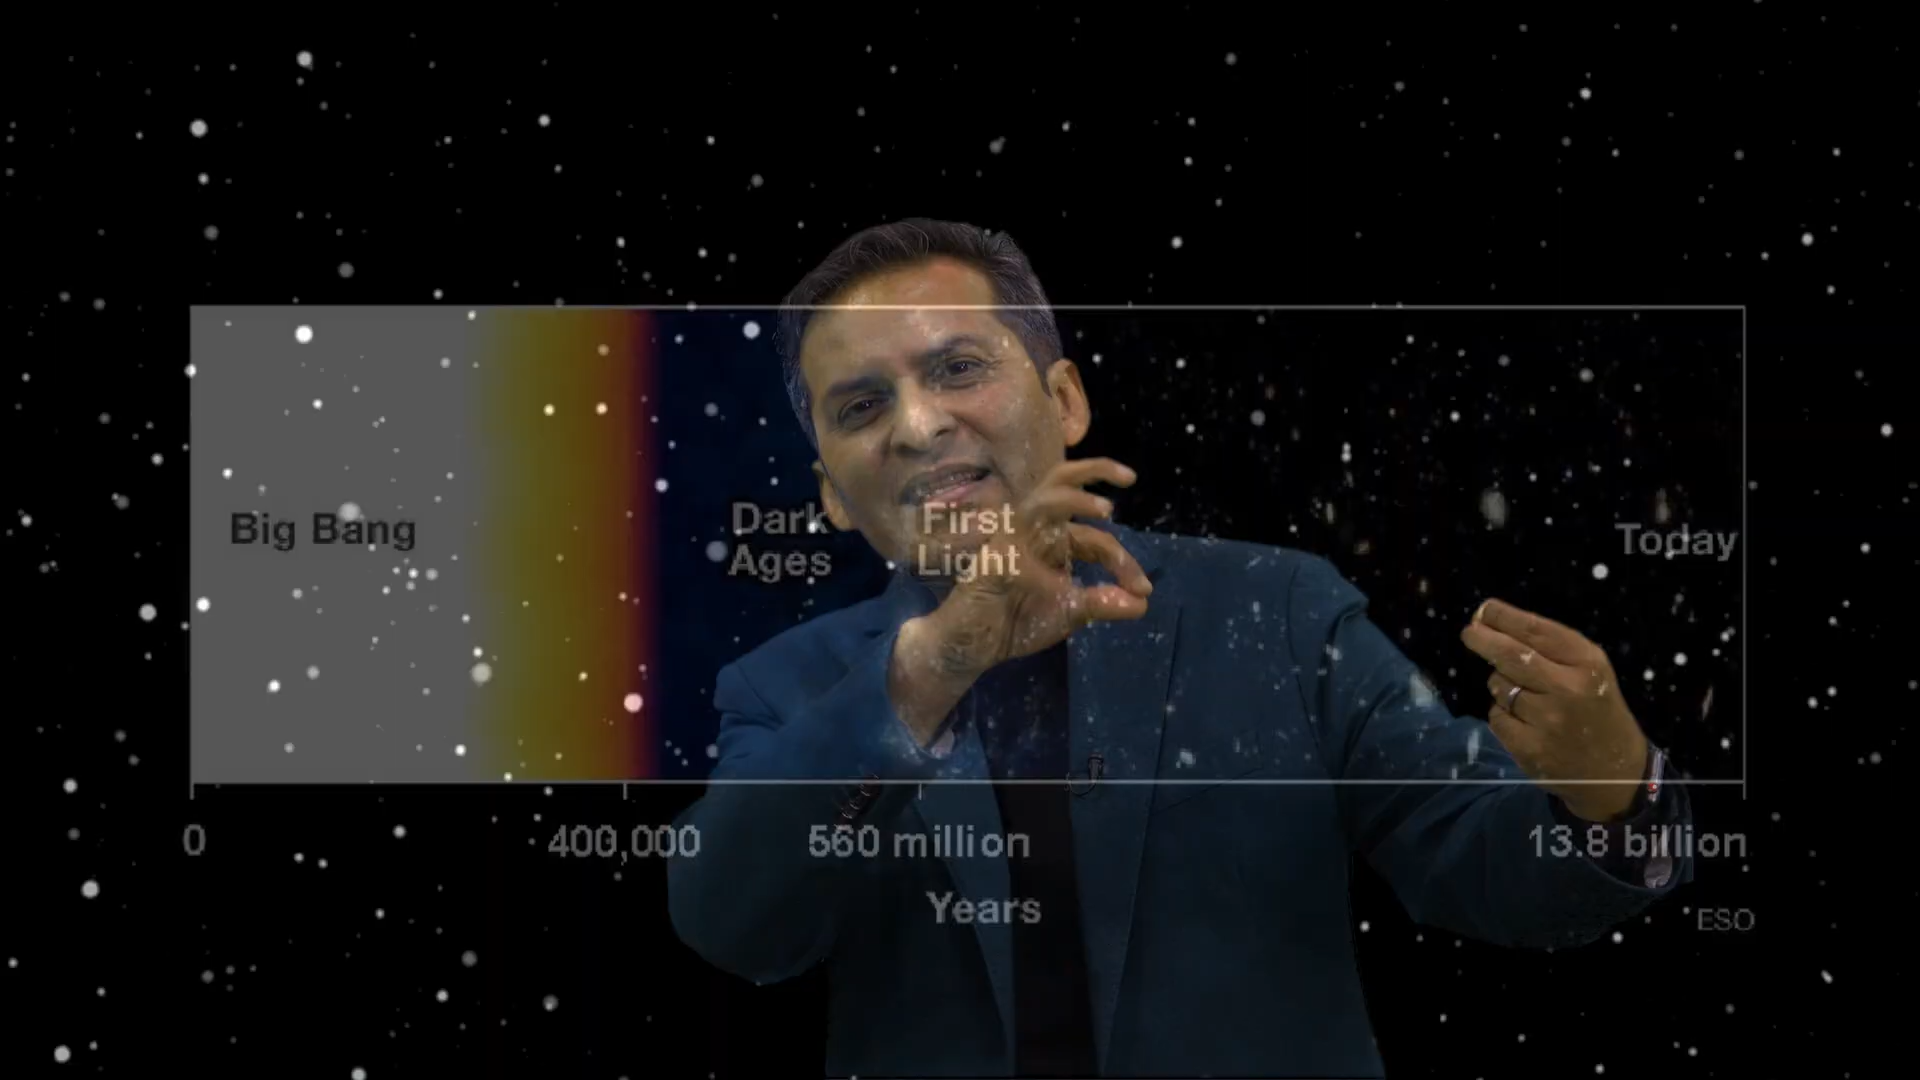 Big Bang
Dark
Ages
First
Light
Today
0
400,000
560 million
13.8 billion
Years
ESO